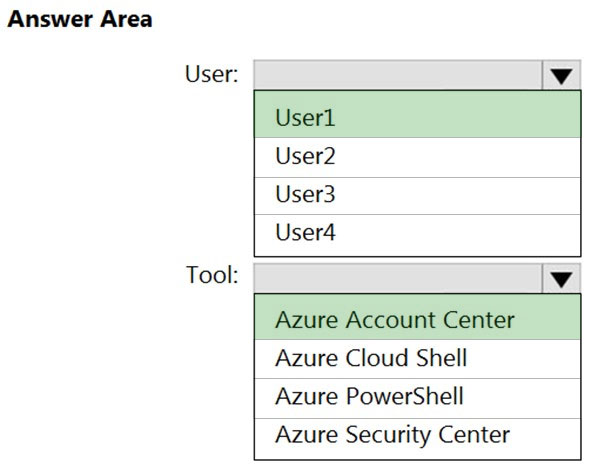 Answer Area
User:
User1
User2
User3
User4
Tool:
Azure Account Center
Azure Cloud Shell
Azure PowerShell
Azure Security Center